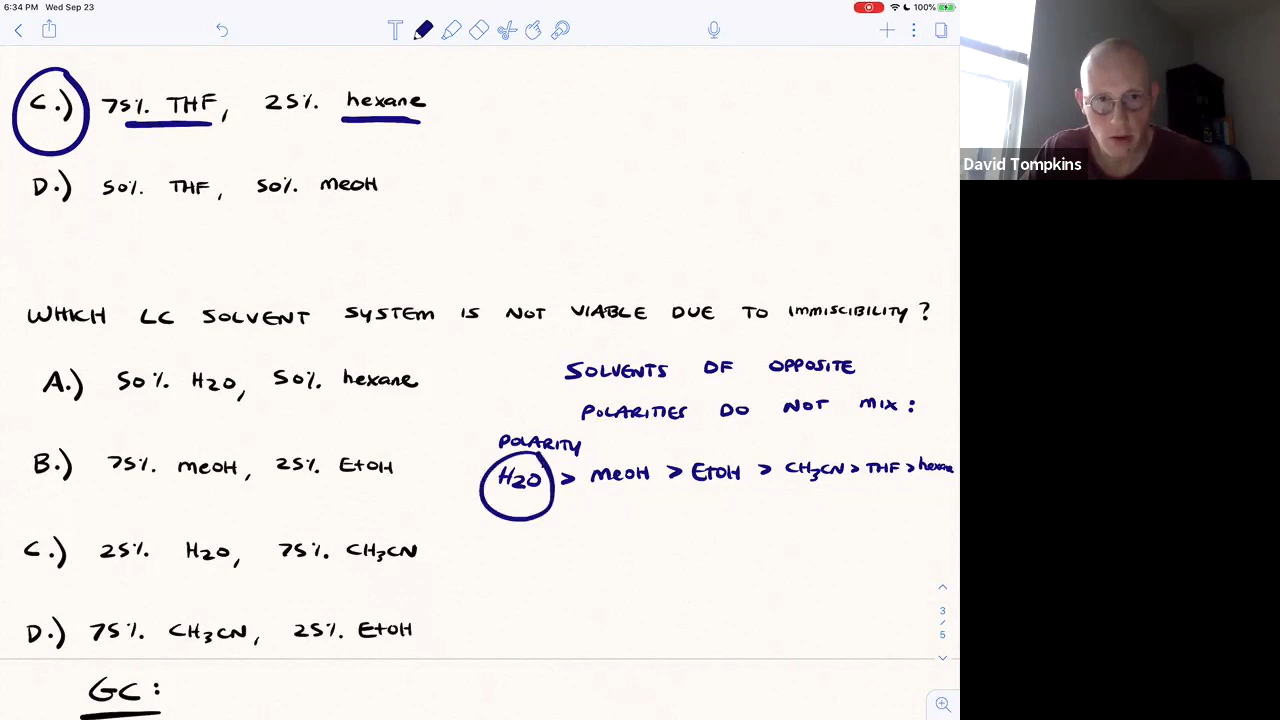 6:34 PM Wed Sep 23
100%
C.) 75% THF, 25% hexane
David Tompkins
D.) 50% THF, 50% MeOH
WHICH LC SOLVENT SYSTEM IS NOT VIABLE DUE TO IMMISCIBILITY?
SOLVENTS OF OPPOSITE
A.) 50% H2O, 50% hexane
POLARITIES DO NOT MIX:
POLARITY
B.) 75% MeOH, 25% EtOH
H2O > MeOH > EtOH > CH3CN > THF > hexane
C.) 25% H2O, 75% CH3CN
3
/
5
D.) 75% CH3CN, 25% EtOH
GC: